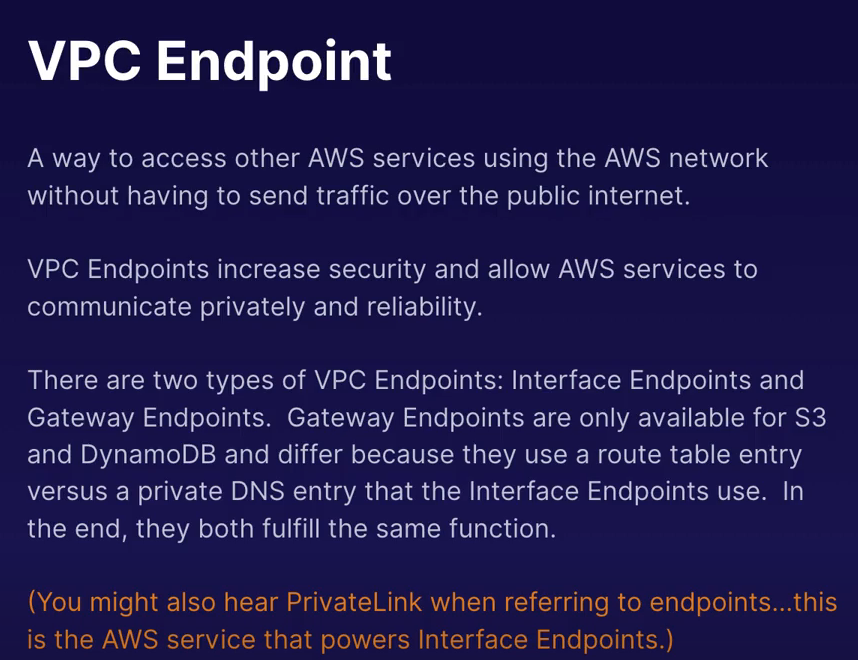 VPC Endpoint
A way to access other AWS services using the AWS network
without having to send traffic over the public internet.
VPC Endpoints increase security and allow AWS services to
communicate privately and reliability.
There are two types of VPC Endpoints: Interface Endpoints and
Gateway Endpoints.  Gateway Endpoints are only available for S3
and DynamoDB and differ because they use a route table entry
versus a private DNS entry that the Interface Endpoints use.  In
the end, they both fulfill the same function.
(You might also hear PrivateLink when referring to endpoints...this
is the AWS service that powers Interface Endpoints.)